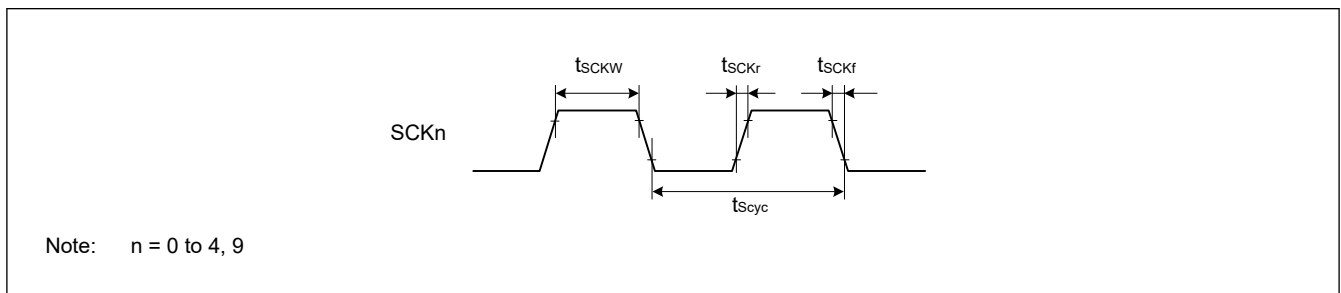 tSCKW tSCKr tSCKf
SCKn
tScyc
Note: n = 0 to 4, 9